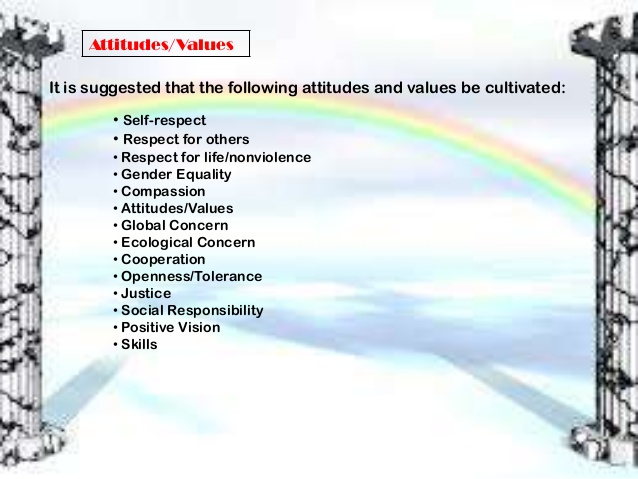 Attitudes/Values
It is suggested that the following attitudes and values be cultivated:
• Self-respect
• Respect for others
• Respect for life/nonviolence
• Gender Equality
• Compassion
• Attitudes/Values
• Global Concern
• Ecological Concern
• Cooperation
• Openness/Tolerance
• Justice
• Social Responsibility
• Positive Vision
• Skills